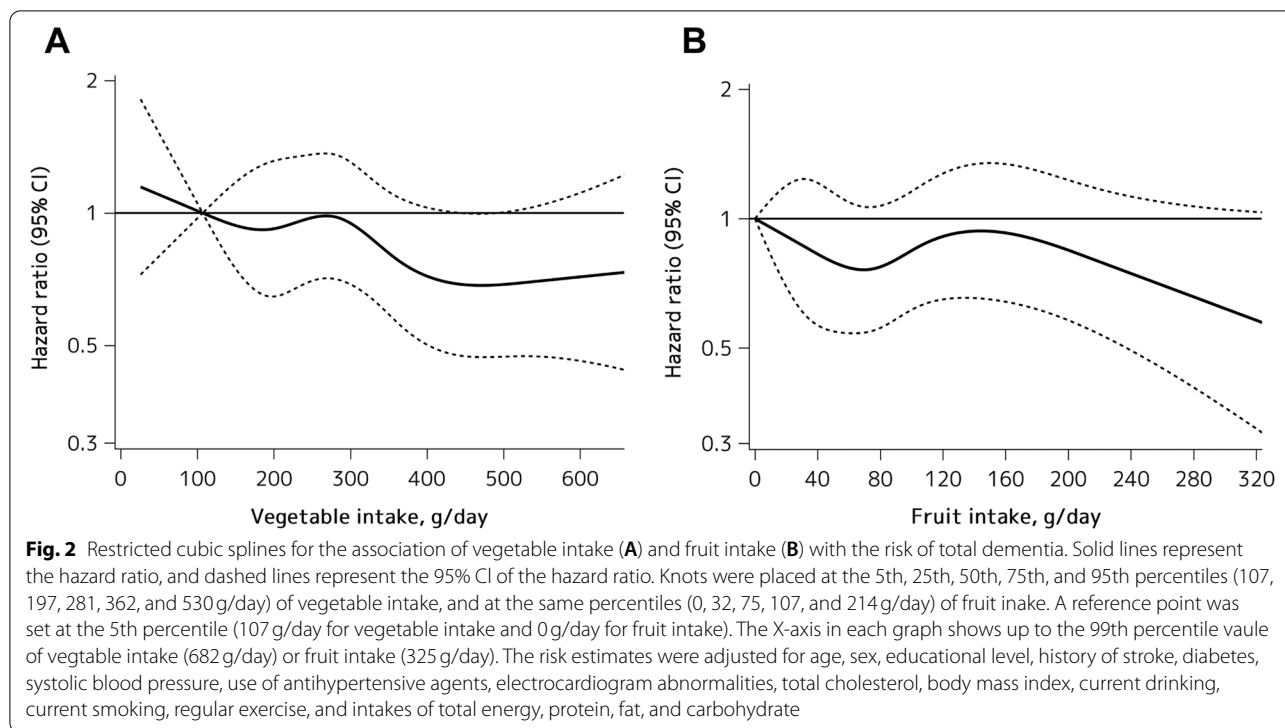 A
B
2
1
0.5
0.3
Hazard ratio (95% CI)
0 100 200 300 400 500 600
Vegetable intake, g/day
2
1
0.5
0.3
Hazard ratio (95% CI)
0 40 80 120 160 200 240 280 320
Fruit intake, g/day
Fig. 2 Restricted cubic splines for the association of vegetable intake (A) and fruit intake (B) with the risk of total dementia. Solid lines represent
the hazard ratio, and dashed lines represent the 95% CI of the hazard ratio. Knots were placed at the 5th, 25th, 50th, 75th, and 95th percentiles (107,
197, 281, 362, and 530 g/day) of vegetable intake, and at the same percentiles (0, 32, 75, 107, and 214 g/day) of fruit inake. A reference point was
set at the 5th percentile (107 g/day for vegetable intake and 0 g/day for fruit intake). The X-axis in each graph shows up to the 99th percentile vaule
of vegtable intake (682 g/day) or fruit intake (325 g/day). The risk estimates were adjusted for age, sex, educational level, history of stroke, diabetes,
systolic blood pressure, use of antihypertensive agents, electrocardiogram abnormalities, total cholesterol, body mass index, current drinking,
current smoking, regular exercise, and intakes of total energy, protein, fat, and carbohydrate